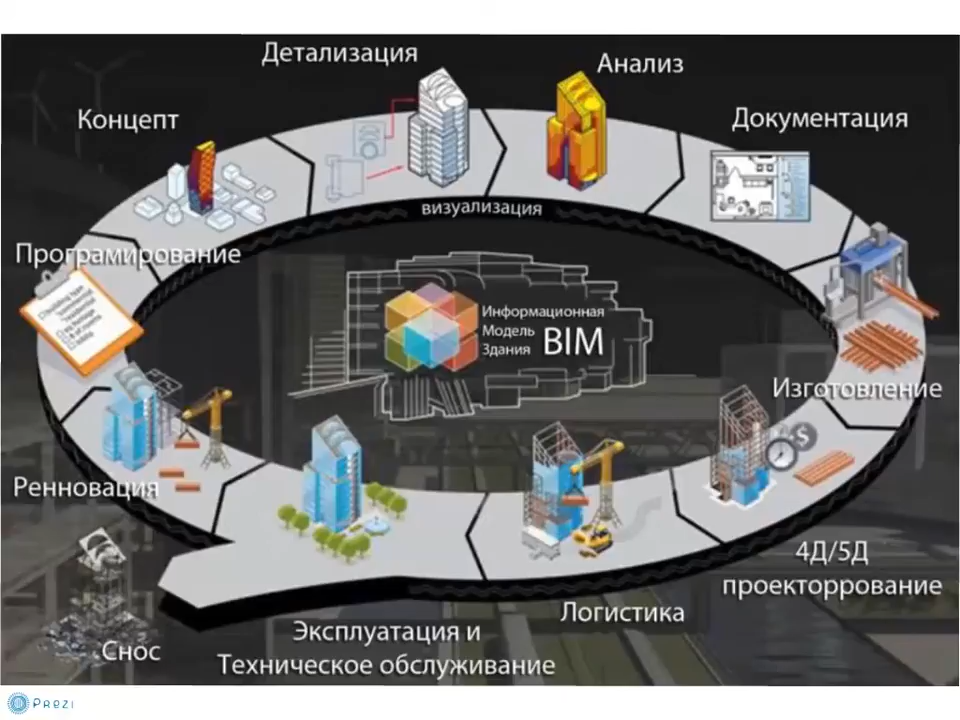 Детализация
Анализ
Концепт
Документация
визуализация
Програмирование
Информационная
Модель
Здания BIM
Изготовление
Ренновация
4Д/5Д
проекторрование
Логистика
Эксплуатация и
Техническое обслуживание
Снос
PREZI